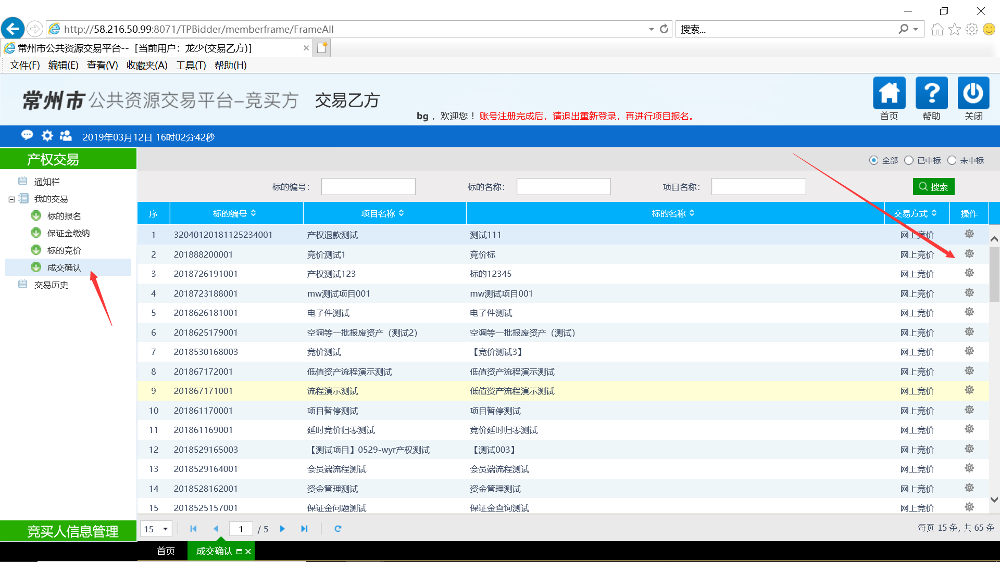 http://58.216.50.99:8071/TPBidder/memberframe/FrameAll
搜索...
常州市公共资源交易平台-- [当前用户：龙少(交易乙方)]
文件(F) 编辑(E) 查看(V) 收藏夹(A) 工具(T) 帮助(H)
常州市公共资源交易平台-竞买方 交易乙方
bg ，欢迎您！账号注册完成后，请退出重新登录，再进行项目报名。
首页 帮助 关闭
2019年03月12日 16时02分42秒
产权交易
通知栏
我的交易
标的报名
保证金缴纳
标的竞价
成交确认
交易历史
竞买人信息管理
全部 已中标 未中标
标的编号： 标的名称： 项目名称： 搜索
序 标的编号 项目名称 标的名称 交易方式 操作
1 32040120181125234001 产权退款测试 测试111 网上竞价
2 201888200001 竞价测试1 竞价标 网上竞价
3 2018726191001 产权测试123 标的12345 网上竞价
4 2018723188001 mw测试项目001 mw测试项目001 网上竞价
5 2018626181001 电子件测试 电子件测试 网上竞价
6 2018625179001 空调等一批报废资产（测试2） 空调等一批报废资产（测试） 网上竞价
7 2018530168003 竞价测试 【竞价测试3】 网上竞价
8 201867172001 低值资产流程演示测试 低值资产流程演示测试 网上竞价
9 201867171001 流程演示测试 低值资产流程演示测试 网上竞价
10 201861170001 项目暂停测试 项目暂停测试 网上竞价
11 201861169001 延时竞价归零测试 竞价延时归零测试 网上竞价
12 2018529165003 【测试项目】0529-wyr产权测试 【测试003】 网上竞价
13 2018529164001 会员端流程测试 会员端流程测试 网上竞价
14 2018528162001 资金管理测试 资金管理测试 网上竞价
15 2018525157001 保证金问题测试 保证金查询测试 网上竞价
15 1 / 5 每页 15 条, 共 65 条
首页 成交确认